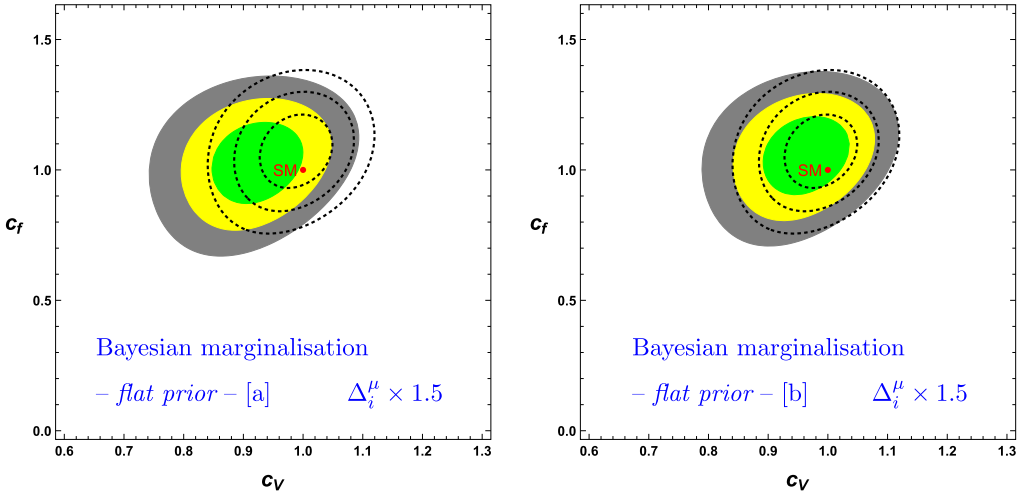 1.5
1.0
0.5
0.0
c_f
SM
Bayesian marginalisation
– flat prior – [a] Δ_i^μ × 1.5
0.6 0.7 0.8 0.9 1.0 1.1 1.2 1.3
c_V
1.5
1.0
0.5
0.0
c_f
SM
Bayesian marginalisation
– flat prior – [b] Δ_i^μ × 1.5
0.6 0.7 0.8 0.9 1.0 1.1 1.2 1.3
c_V